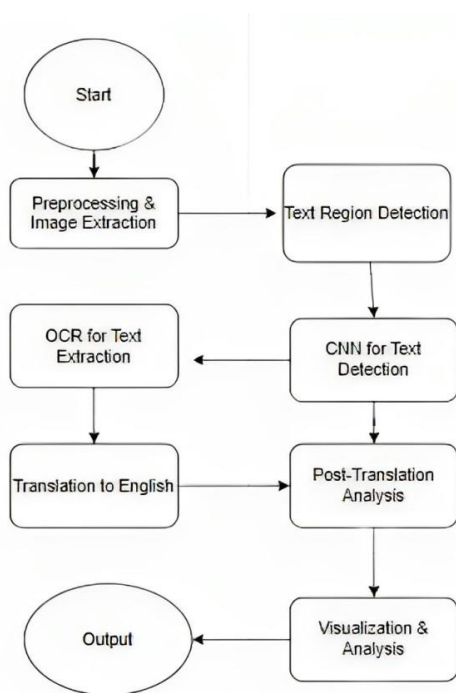 Start
Preprocessing &
Image Extraction
Text Region Detection
CNN for Text
Detection
OCR for Text
Extraction
Translation to English
Post-Translation
Analysis
Visualization &
Analysis
Output